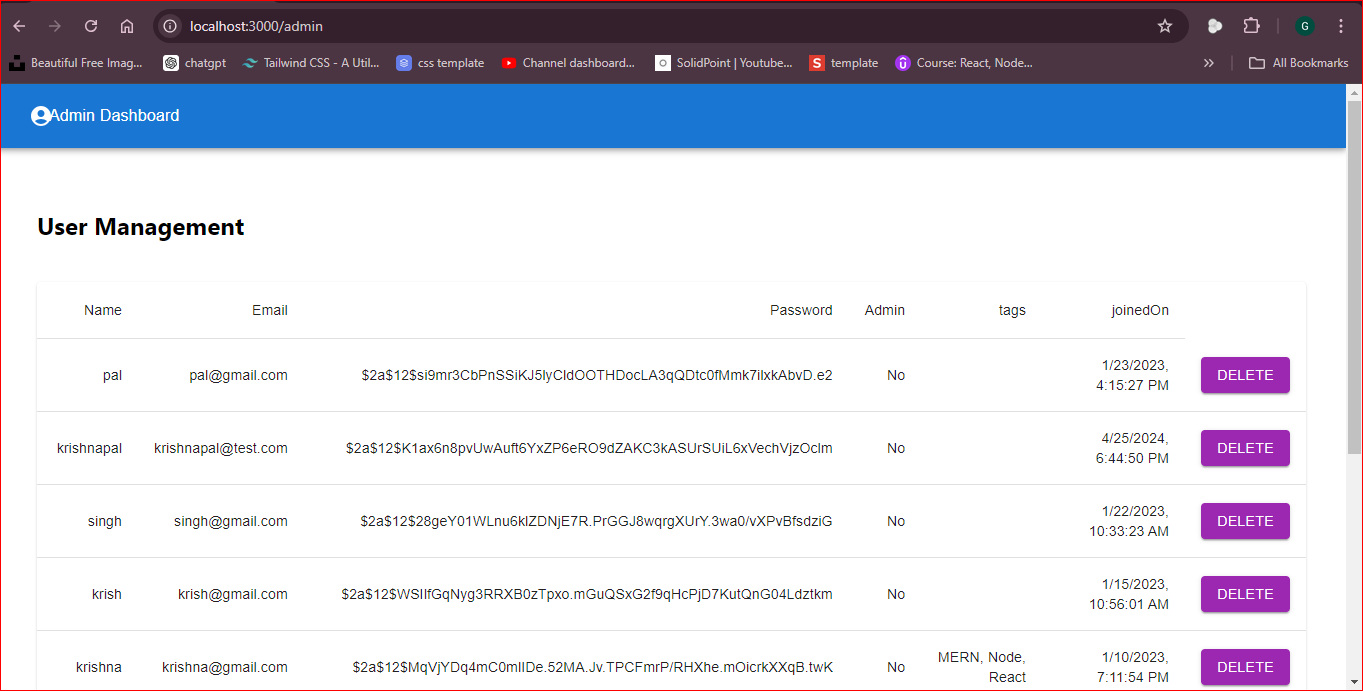 localhost:3000/admin
G
Beautiful Free Imag... chatgpt Tailwind CSS - A Util... css template Channel dashboard... SolidPoint | Youtube... S template Course: React, Node... All Bookmarks
Admin Dashboard
User Management
Name Email Password Admin tags joinedOn
pal pal@gmail.com $2a$12$si9mr3CbPnSSiKJ5lyCIdOOTHDocLA3qQDtc0fMmk7iIxkAbvD.e2 No 1/23/2023, 4:15:27 PM DELETE
krishnapal krishnapal@test.com $2a$12$K1ax6n8pvUwAuft6YxZP6eRO9dZAKC3kASUrSUiL6xVechVjzOclm No 4/25/2024, 6:44:50 PM DELETE
singh singh@gmail.com $2a$12$28geY01WLnu6klZDNjE7R.PrGGJ8wqrgXUrY.3wa0/vXPvBfsdziG No 1/22/2023, 10:33:23 AM DELETE
krish krish@gmail.com $2a$12$WSIIfGqNyg3RRXB0zTpxo.mGuQSxG2f9qHcPjD7KutQnG04Ldztkm No 1/15/2023, 10:56:01 AM DELETE
krishna krishna@gmail.com $2a$12$MqVjYDq4mC0mIIDe.52MA.Jv.TPCFmrP/RHXhe.mOicrkXXqB.twK No MERN, Node, React 1/10/2023, 7:11:54 PM DELETE